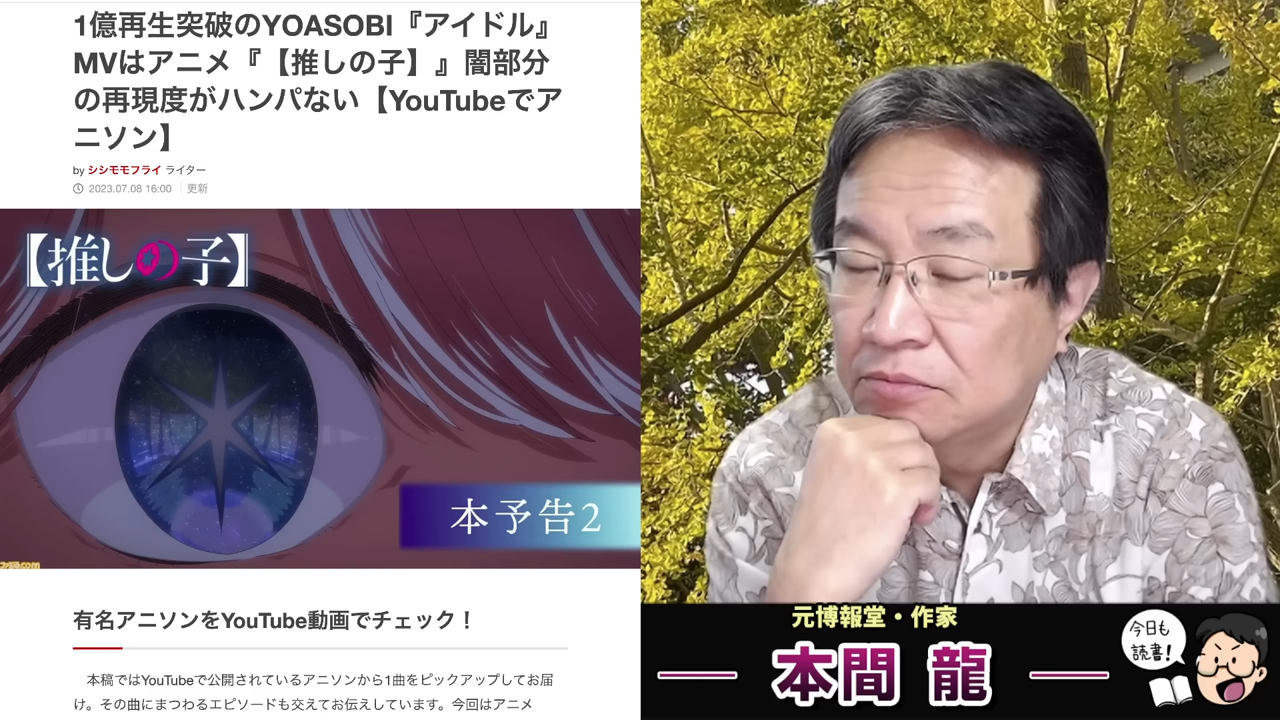 1億再生突破のYOASOBI『アイドル』
MVはアニメ『【推しの子】』闇部分
の再現度がハンパない【YouTubeでア
ニソン】
by シシモモフライ ライター
2023.07.08 16:00 更新
【推しの子】
本予告2
ファミ通.com
有名アニソンをYouTube動画でチェック！
本稿ではYouTubeで公開されているアニソンから1曲をピックアップしてお届
け。その曲にまつわるエピソードも交えてお伝えしています。今回はアニメ
元博報堂・作家
本間 龍
今日も
読書!